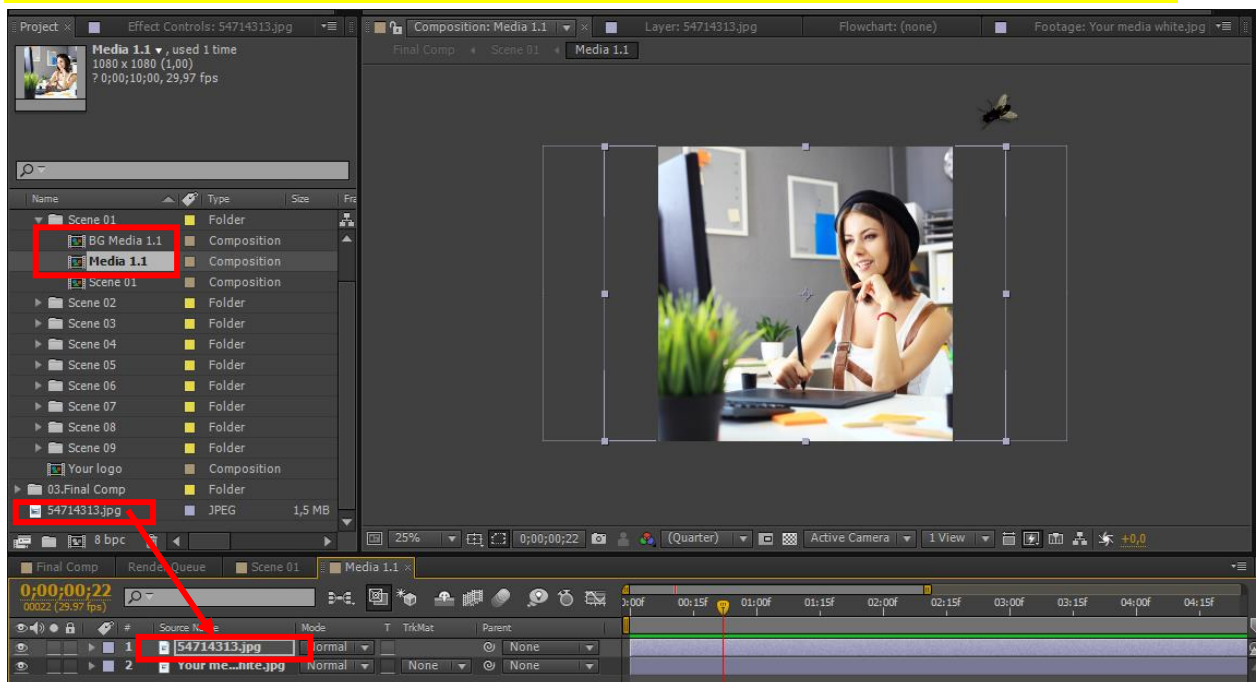 Project × Effect Controls: 54714313.jpg
Composition: Media 1.1 × Layer: 54714313.jpg Flowchart: (none) Footage: Your media white.jpg
Media 1.1 , used 1 time
1080 x 1080 (1,00)
? 0;00;10;00, 29,97 fps
Final Comp Scene 01 Media 1.1
Name Type Size
Scene 01 Folder
BG Media 1.1 Composition
Media 1.1 Composition
Scene 01 Composition
Scene 02 Folder
Scene 03 Folder
Scene 04 Folder
Scene 05 Folder
Scene 06 Folder
Scene 07 Folder
Scene 08 Folder
Scene 09 Folder
Your logo Composition
03.Final Comp Folder
54714313.jpg JPEG 1,5 MB
8 bpc
25% 0;00;00;22 (Quarter) Active Camera 1 View +0,0
Final Comp Render Queue Scene 01 Media 1.1 ×
0;00;00;22
00022 (29.97 fps)
01:00f 01:15f 02:00f 02:15f 03:00f 03:15f 04:00f 04:15f
# Mode T TrkMat Parent
1 54714313.jpg Normal None
2 Your me...hite.jpg Normal None None